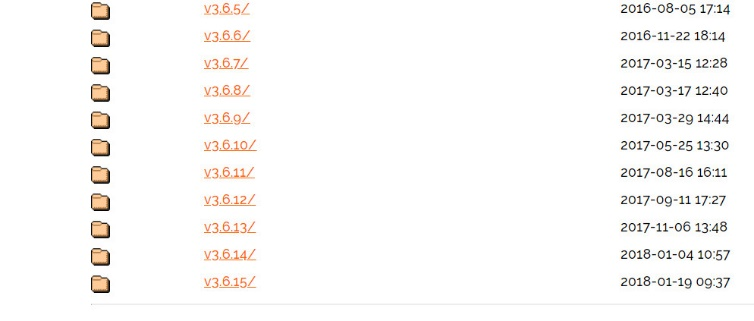 v3.6.5/ 2016-08-05 17:14
v3.6.6/ 2016-11-22 18:14
v3.6.7/ 2017-03-15 12:28
v3.6.8/ 2017-03-17 12:40
v3.6.9/ 2017-03-29 14:44
v3.6.10/ 2017-05-25 13:30
v3.6.11/ 2017-08-16 16:11
v3.6.12/ 2017-09-11 17:27
v3.6.13/ 2017-11-06 13:48
v3.6.14/ 2018-01-04 10:57
v3.6.15/ 2018-01-19 09:37